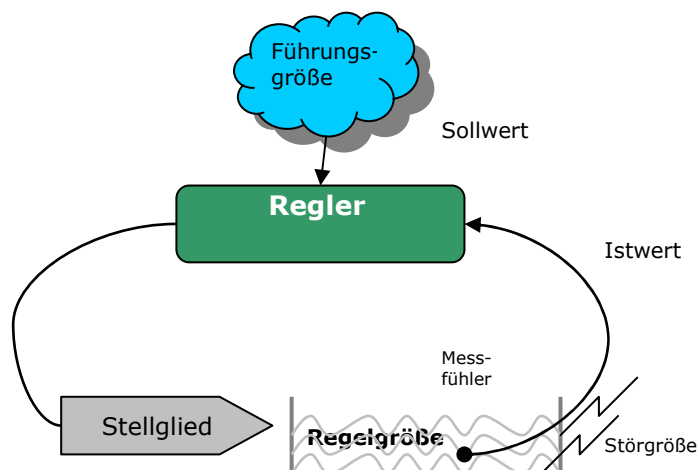 Führungs-
größe
Sollwert
Regler
Istwert
Mess-
fühler
Stellglied
Regelgröße
Störgröße